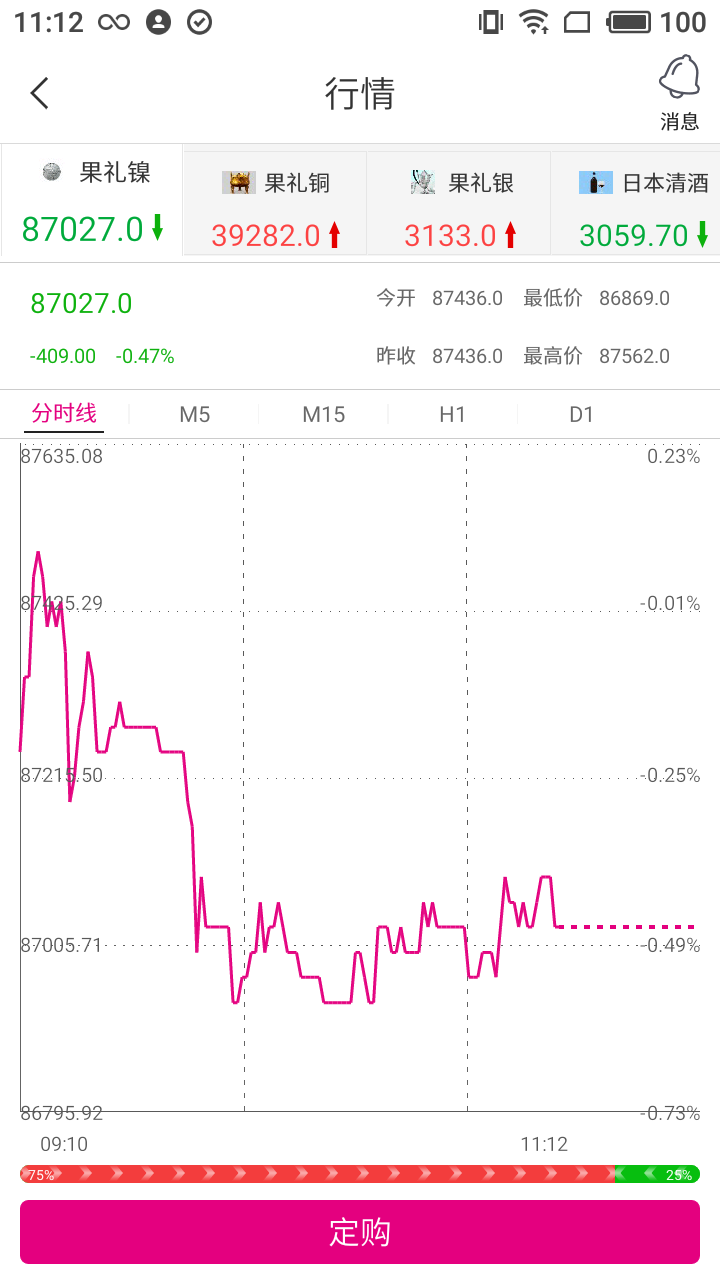 11:12 100
行情
消息
果礼镍 果礼铜 果礼银 日本清酒
87027.0 39282.0 3133.0 3059.70
87027.0 今开 87436.0 最低价 86869.0
-409.00 -0.47% 昨收 87436.0 最高价 87562.0
分时线 M5 M15 H1 D1
87635.08 0.23%
87425.29 -0.01%
87215.50 -0.25%
87005.71 -0.49%
86795.92 -0.73%
09:10 11:12
75% 25%
定购